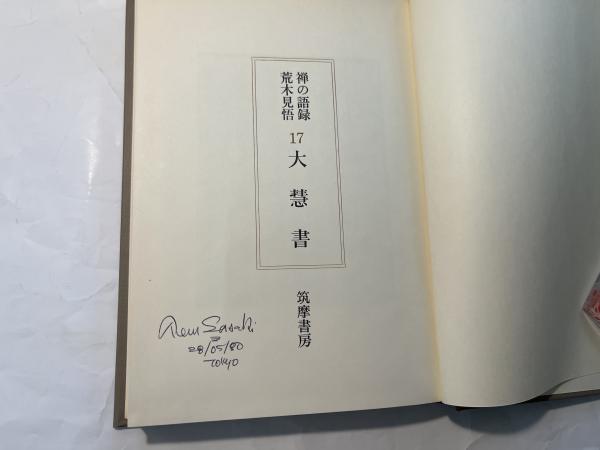 禅の語録
17
大慧書
荒木見悟
筑摩書房
Sasaki
28/05/80
Tokyo